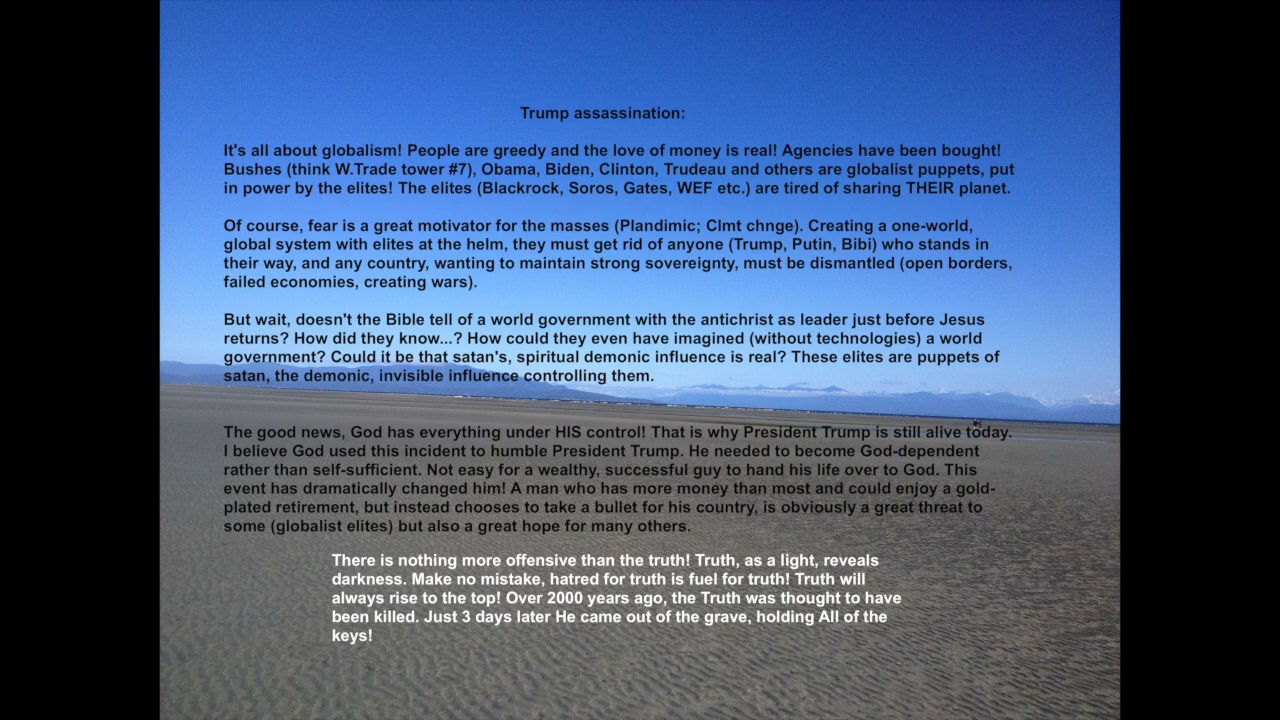 Trump assassination:
It's all about globalism! People are greedy and the love of money is real! Agencies have been bought!
Bushes (think W.Trade tower #7), Obama, Biden, Clinton, Trudeau and others are globalist puppets, put
in power by the elites! The elites (Blackrock, Soros, Gates, WEF etc.) are tired of sharing THEIR planet.
Of course, fear is a great motivator for the masses (Plandimic; Clmt chnge). Creating a one-world,
global system with elites at the helm, they must get rid of anyone (Trump, Putin, Bibi) who stands in
their way, and any country, wanting to maintain strong sovereignty, must be dismantled (open borders,
failed economies, creating wars).
But wait, doesn't the Bible tell of a world government with the antichrist as leader just before Jesus
returns? How did they know...? How could they even have imagined (without technologies) a world
government? Could it be that satan's, spiritual demonic influence is real? These elites are puppets of
satan, the demonic, invisible influence controlling them.
The good news, God has everything under HIS control! That is why President Trump is still alive today.
I believe God used this incident to humble President Trump. He needed to become God-dependent
rather than self-sufficient. Not easy for a wealthy, successful guy to hand his life over to God. This
event has dramatically changed him! A man who has more money than most and could enjoy a gold-
plated retirement, but instead chooses to take a bullet for his country, is obviously a great threat to
some (globalist elites) but also a great hope for many others.
There is nothing more offensive than the truth! Truth, as a light, reveals
darkness. Make no mistake, hatred for truth is fuel for truth! Truth will
always rise to the top! Over 2000 years ago, the Truth was thought to have
been killed. Just 3 days later He came out of the grave, holding All of the
keys!